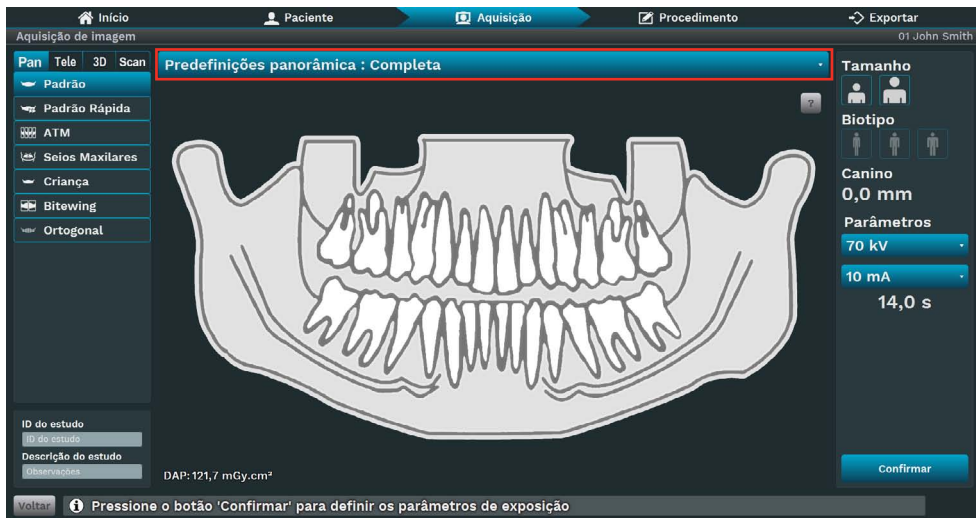 Início
Paciente
Aquisição
Procedimento
Exportar
Aquisição de imagem
01 John Smith
Pan Tele 3D Scan
Padrão
Padrão Rápida
ATM
Seios Maxilares
Criança
Bitewing
Ortogonal
ID do estudo
ID do estudo
Descrição do estudo
Observações
Predefinições panorâmica : Completa
?
DAP: 121,7 mGy.cm²
Tamanho
Biotipo
Canino
0,0 mm
Parâmetros
70 kV
10 mA
14,0 s
Confirmar
Voltar
Pressione o botão 'Confirmar' para definir os parâmetros de exposição